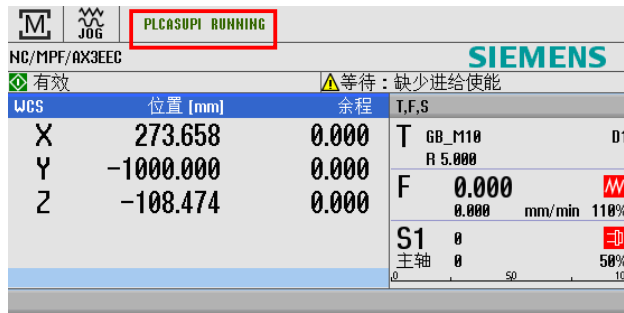 M JOG PLCASUPI RUNNING
NC/MPF/AX3EEC SIEMENS
有效 等待：缺少进给使能
WCS 位置 [mm] 余程 T,F,S
X 273.658 0.000 T GB_M10 D1
R 5.000
Y -1000.000 0.000
Z -108.474 0.000 F 0.000
0.000 mm/min 110%
S1 0
主轴 0 50%
0 50 10